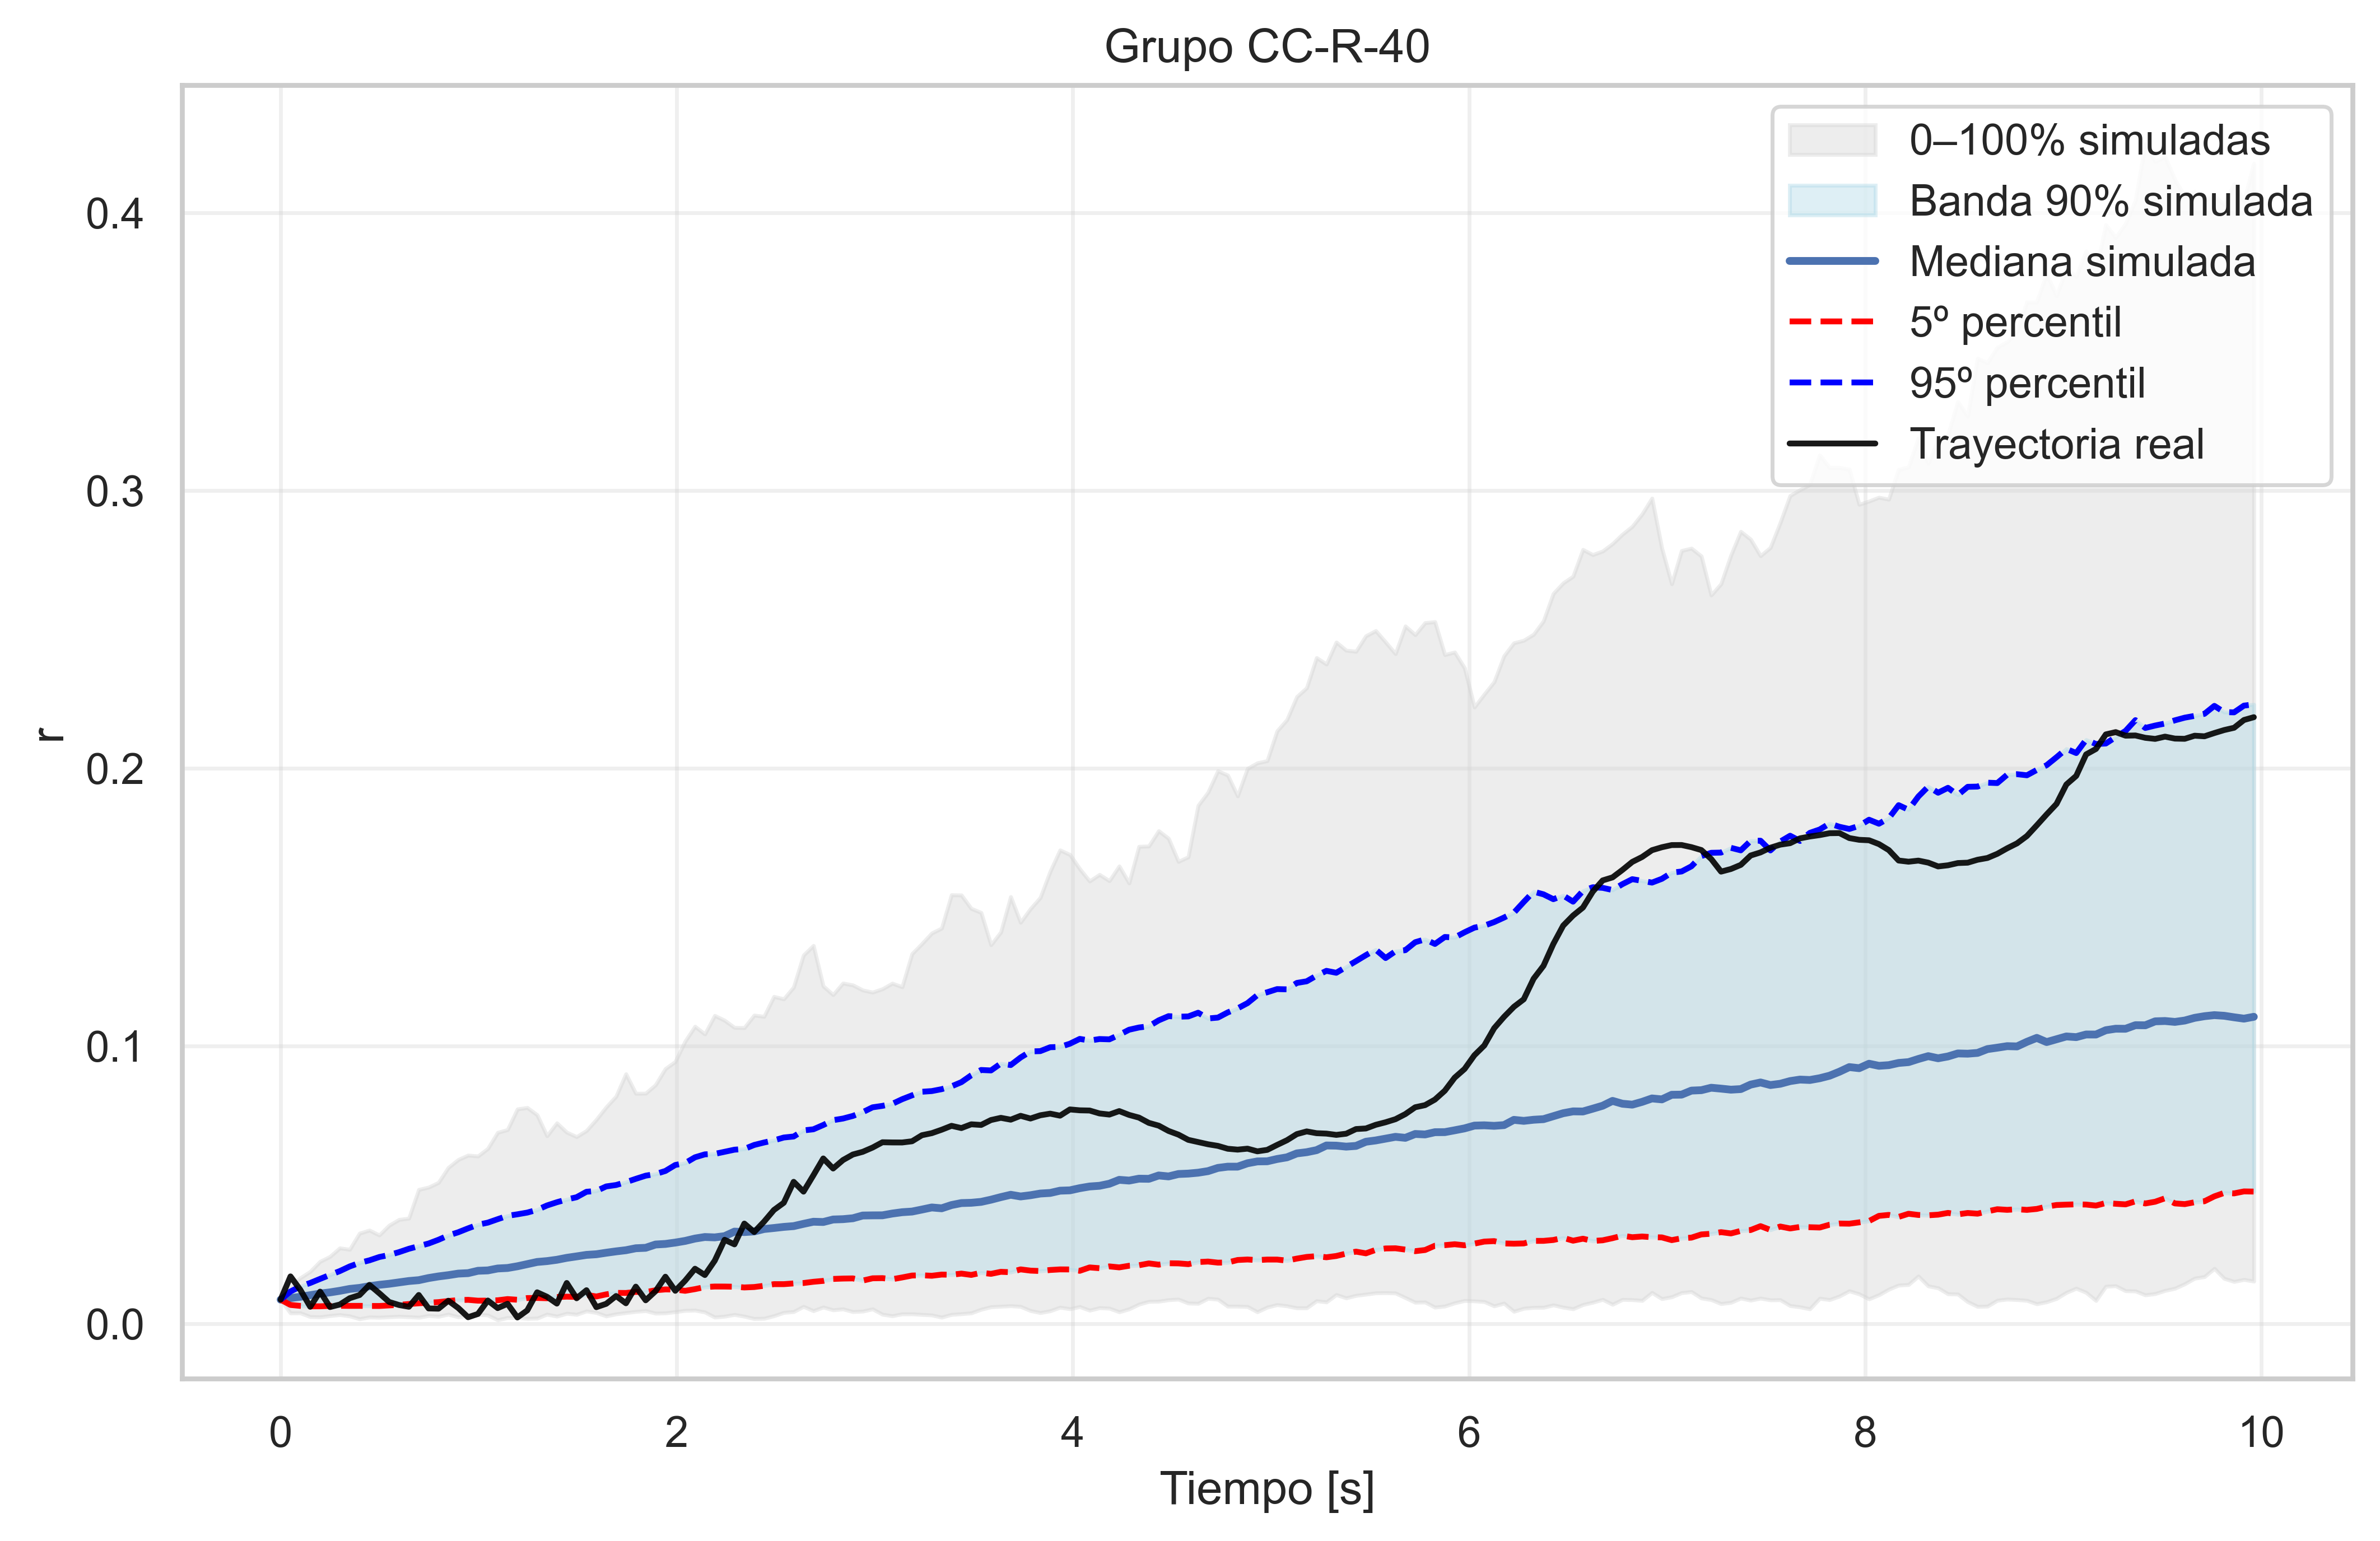 Grupo CC-R-40
0–100% simuladas
Banda 90% simulada
Mediana simulada
5º percentil
95º percentil
Trayectoria real
0.4
0.3
0.2
0.1
0.0
r
0 2 4 6 8 10
Tiempo [s]